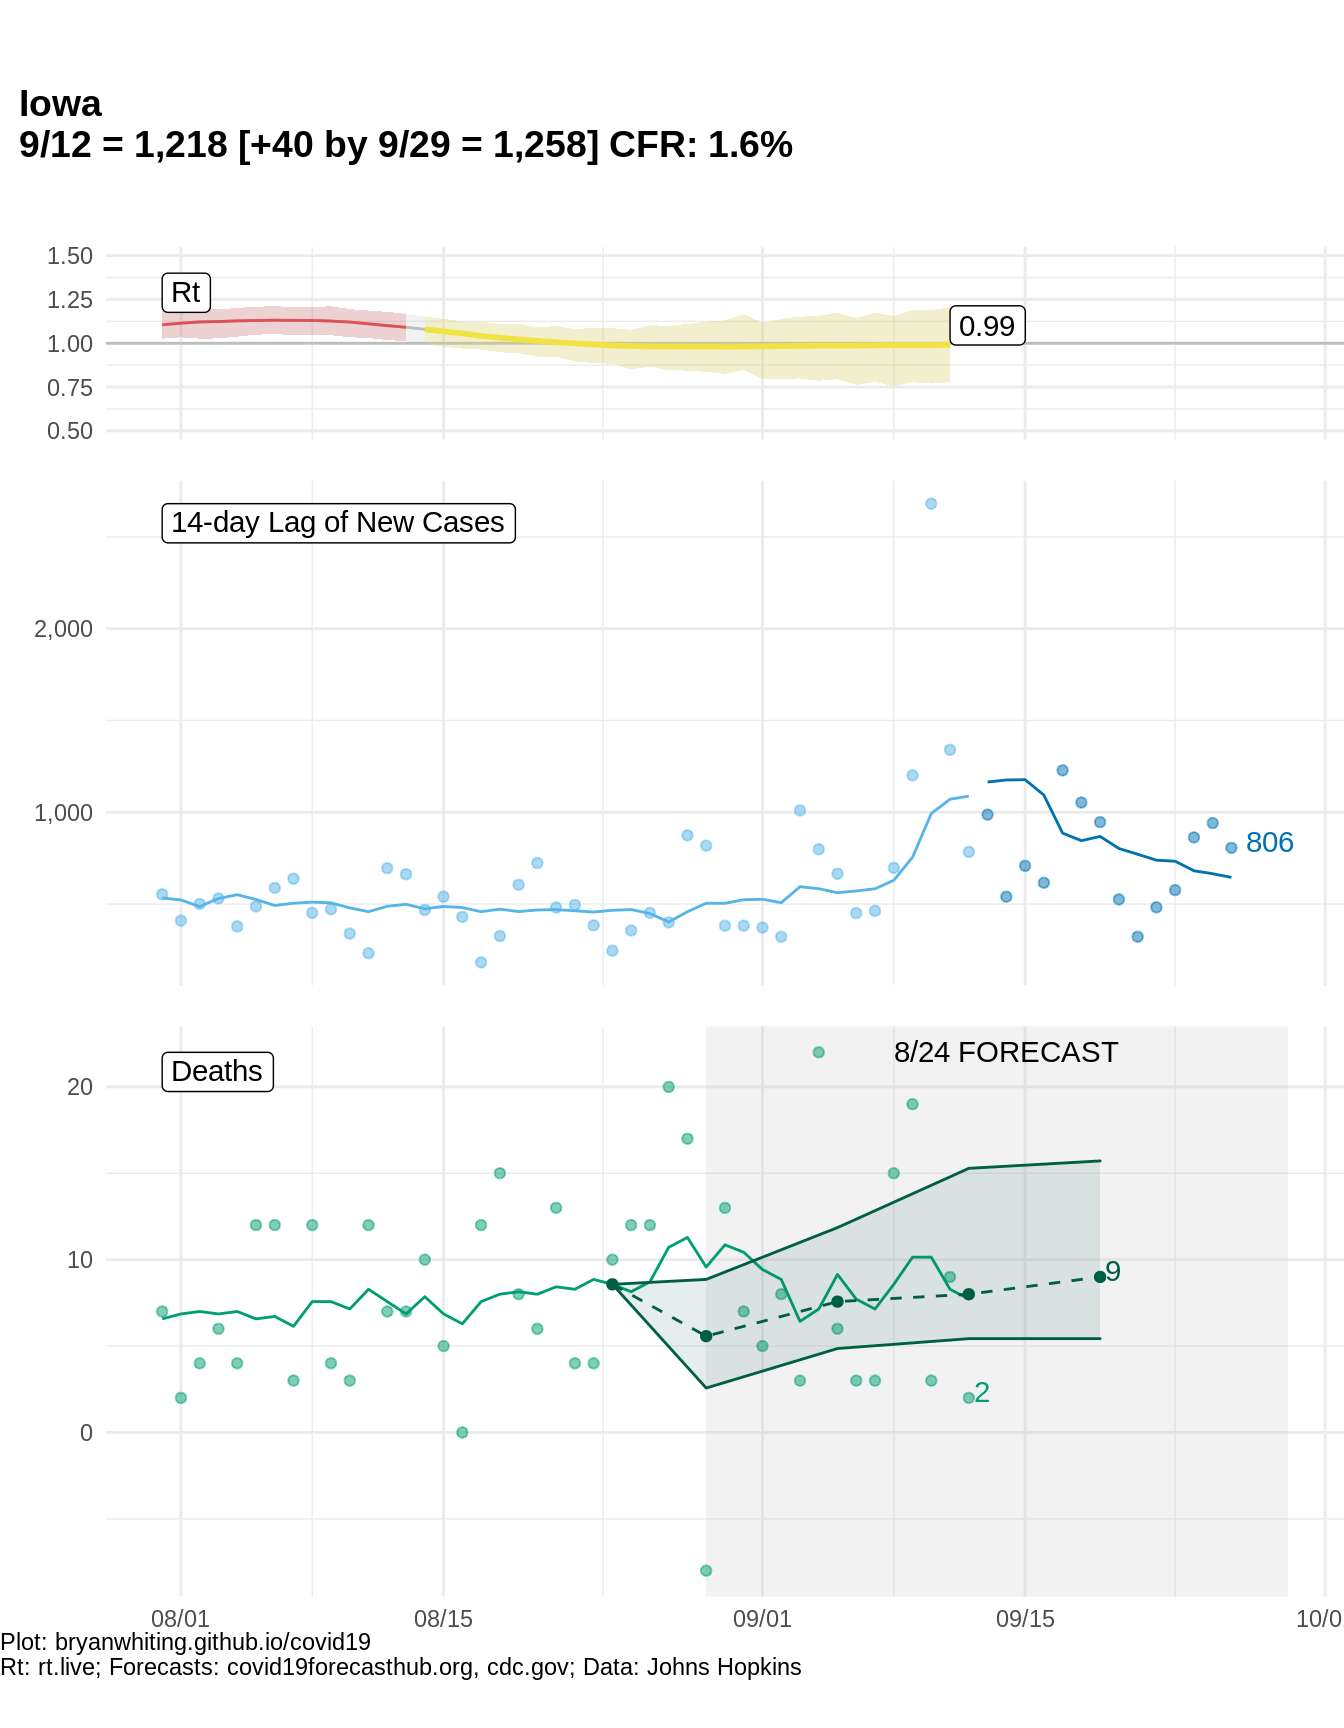 Iowa
9/12 = 1,218 [+40 by 9/29 = 1,258] CFR: 1.6%
1.50
Rt
1.25
0.99
1.00
0.75
0.50
14-day Lag of New Cases
2,000
1,000
806
8/24 FORECAST
Deaths
20
10
9
2
0
08/01 08/15 09/01 09/15 10/0
Plot: bryanwhiting.github.io/covid19
Rt: rt.live; Forecasts: covid19forecasthub.org, cdc.gov; Data: Johns Hopkins